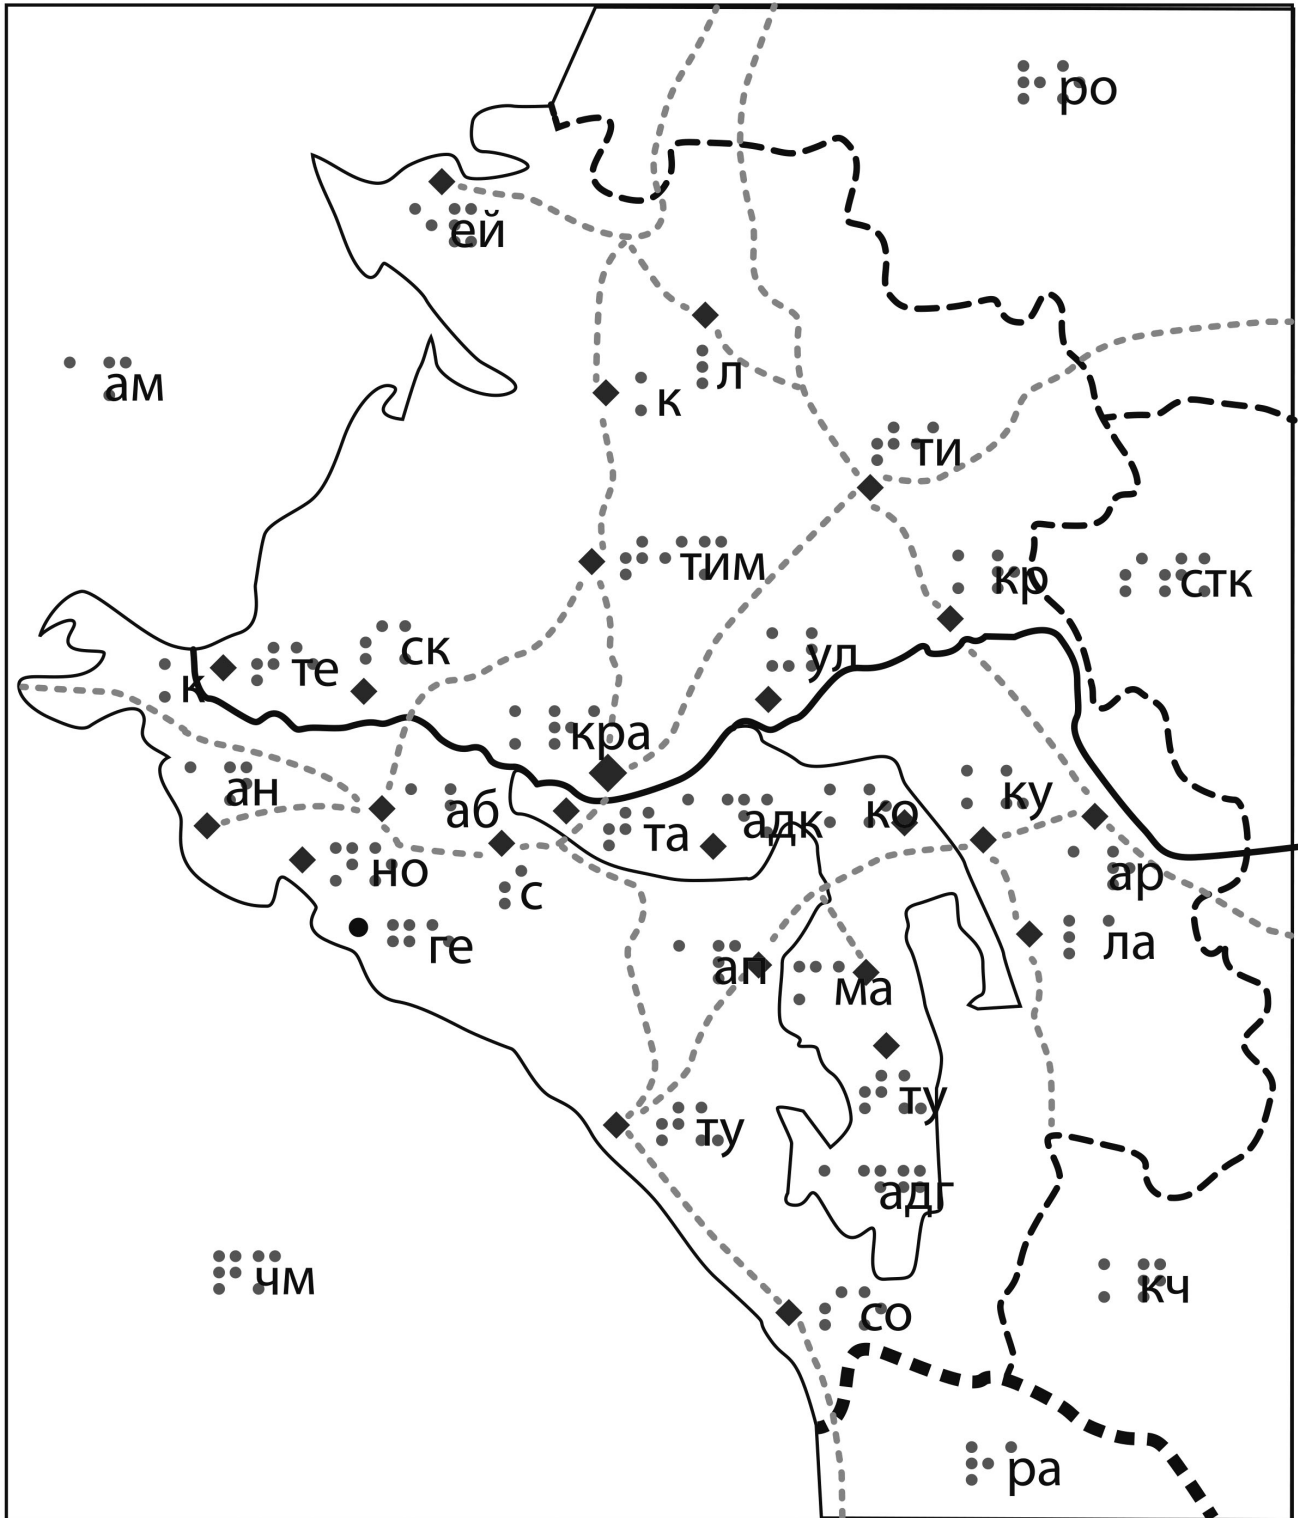 ро
ей
ам
л
к
ти
тим
кр
стк
ск
ул
те
к
кра
ан
аб
ку
ко
адк
та
но
ар
с
ге
ла
ап
ма
ту
ту
адг
чм
кч
со
ра